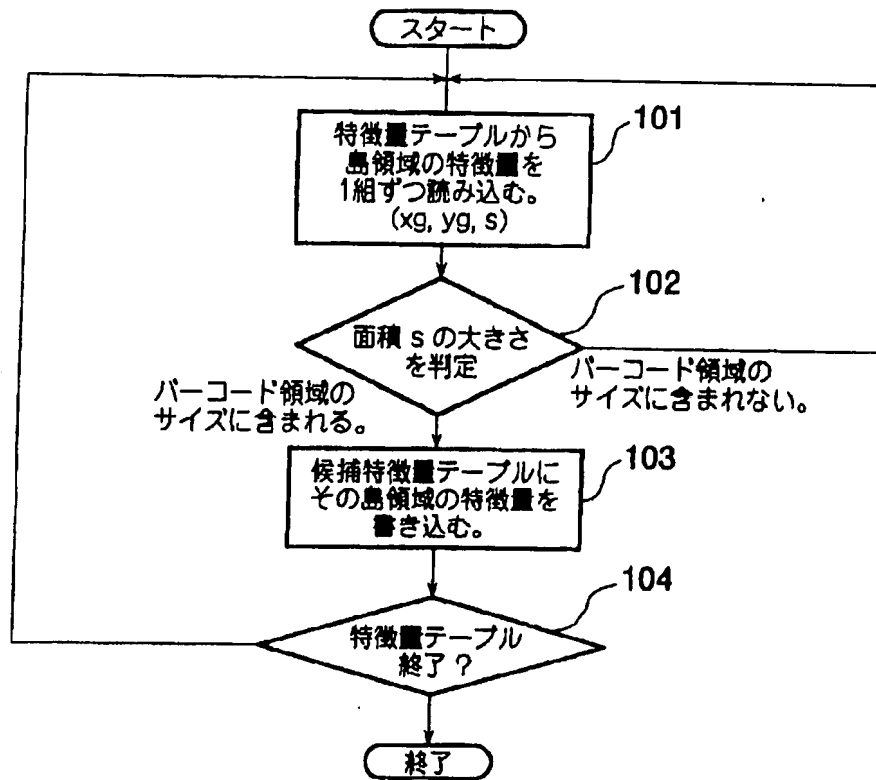 スタート
特徴量テーブルから
島領域の特徴量を
1組ずつ読み込む。
(xg, yg, s)
101
面積 s の大きさ
を判定
102
バーコード領域の
サイズに含まれる。
バーコード領域の
サイズに含まれない。
候捕特徴量テーブルに
その島領域の特徴量を
書き込む。
103
特徴量テーブル
終了？
104
終了